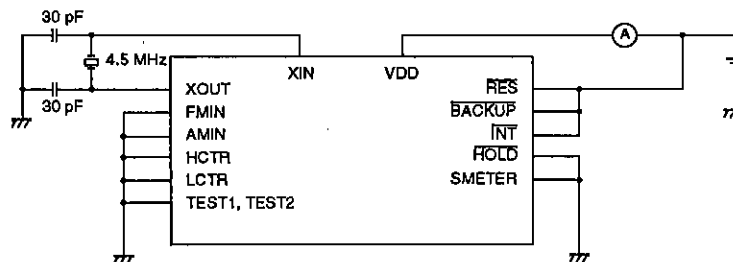 30 pF
4.5 MHz
30 pF
A
XIN
VDD
XOUT
FMIN
AMIN
HCTR
LCTR
TEST1, TEST2
RES
BACKUP
INT
HOLD
SMETER